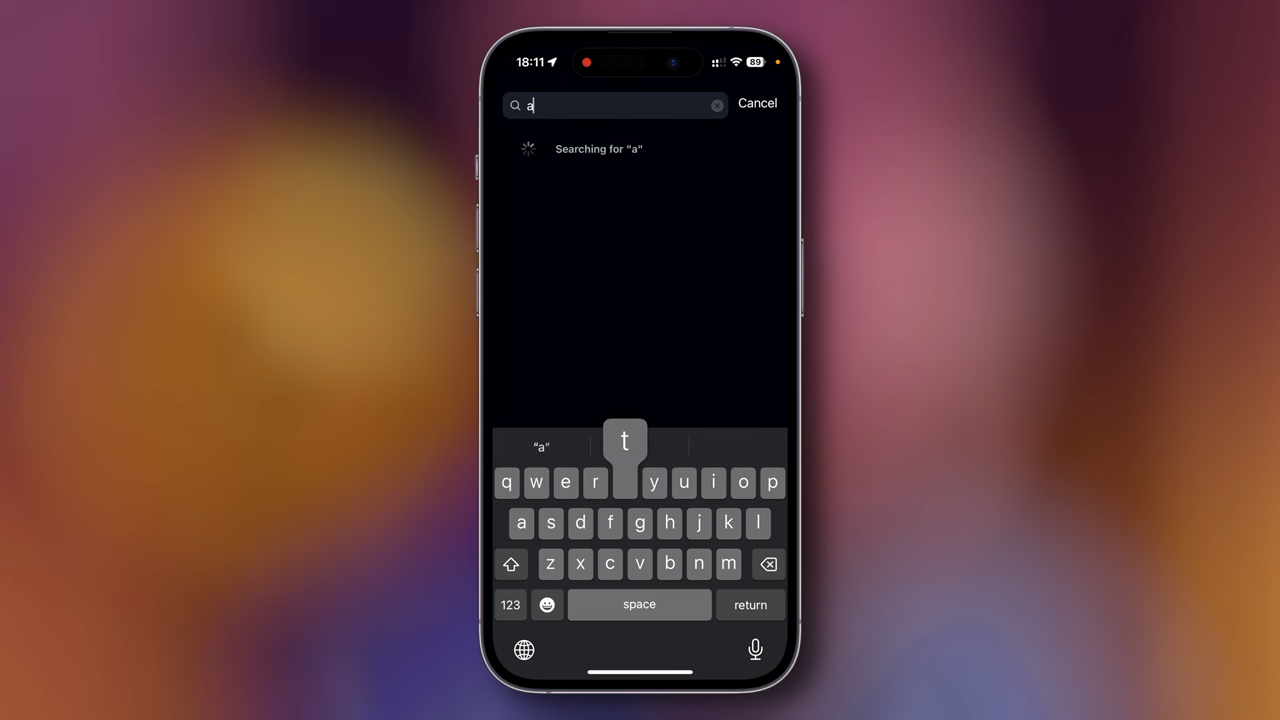 18:11 89
a Cancel
Searching for "a"
“a” t
q w e r y u i o p
a s d f g h j k l
z x c v b n m
123 space return